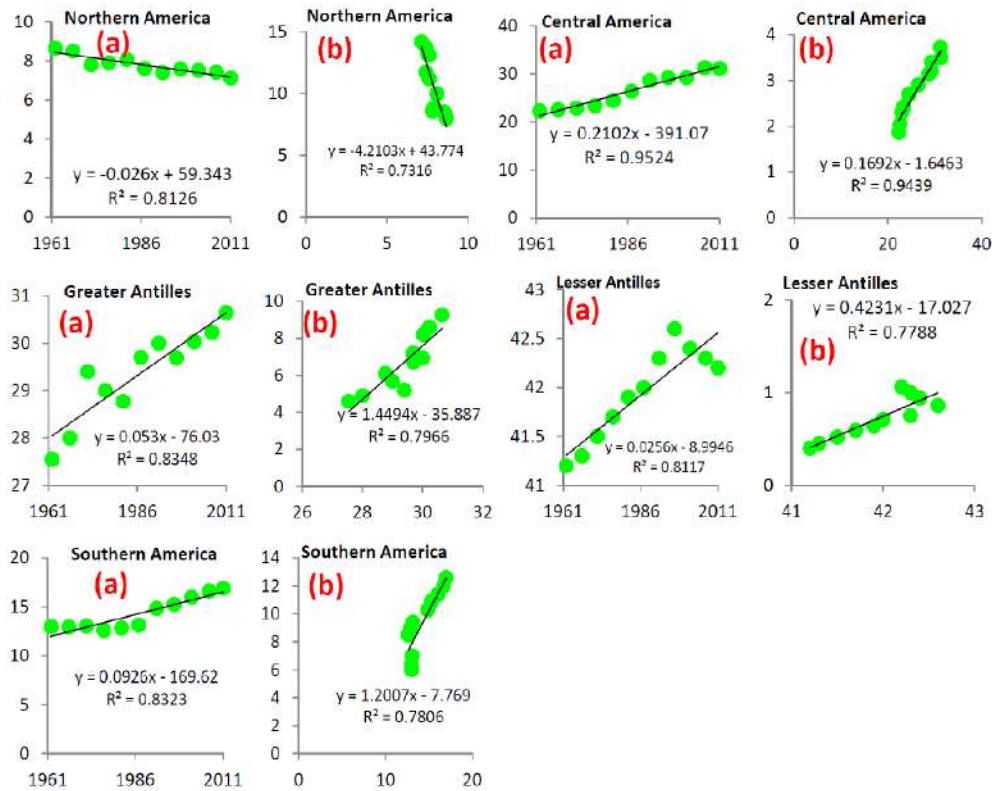 Northern America
(a)
10
8
6
4
2
0
y = -0.026x + 59.343
R² = 0.8126
1961 1986 2011
Northern America
(b)
15
10
5
0
y = -4.2103x + 43.774
R² = 0.7316
0 5 10
Central America
(a)
40
30
20
10
0
y = 0.2102x - 391.07
R² = 0.9524
1961 1986 2011
Central America
(b)
4
3
2
1
0
y = 0.1692x - 1.6463
R² = 0.9439
0 20 40
Greater Antilles
(a)
31
30
29
28
27
y = 0.053x - 76.03
R² = 0.8348
1961 1986 2011
Greater Antilles
(b)
10
8
6
4
2
0
y = 1.4494x - 35.887
R² = 0.7966
26 28 30 32
Lesser Antilles
(a)
43
42.5
42
41.5
41
y = 0.0256x - 8.9946
R² = 0.8117
1961 1986 2011
Lesser Antilles
2
y = 0.4231x - 17.027
R² = 0.7788
(b)
1
0
41 42 43
Southern America
(a)
20
15
10
5
0
y = 0.0926x - 169.62
R² = 0.8323
1961 1986 2011
Southern America
(b)
14
12
10
8
6
4
2
0
y = 1.2007x - 7.769
R² = 0.7806
0 10 20